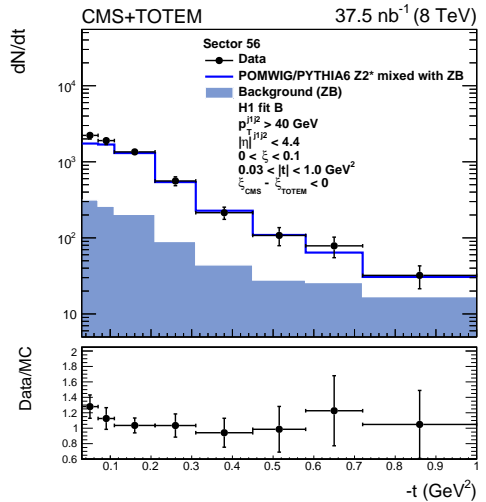 CMS+TOTEM 37.5 nb⁻¹ (8 TeV)
dN/dt
Sector 56
Data
POMWIG/PYTHIA6 Z2* mixed with ZB
Background (ZB)
H1 fit B
p_T^{j1j2} > 40 GeV
|η|^{j1j2} < 4.4
0 < ξ < 0.1
0.03 < |t| < 1.0 GeV²
ξ_CMS - ξ_TOTEM < 0
10⁴
10³
10²
10
Data/MC
2
1.8
1.6
1.4
1.2
1
0.8
0.6
0.1 0.2 0.3 0.4 0.5 0.6 0.7 0.8 0.9 1
-t (GeV²)